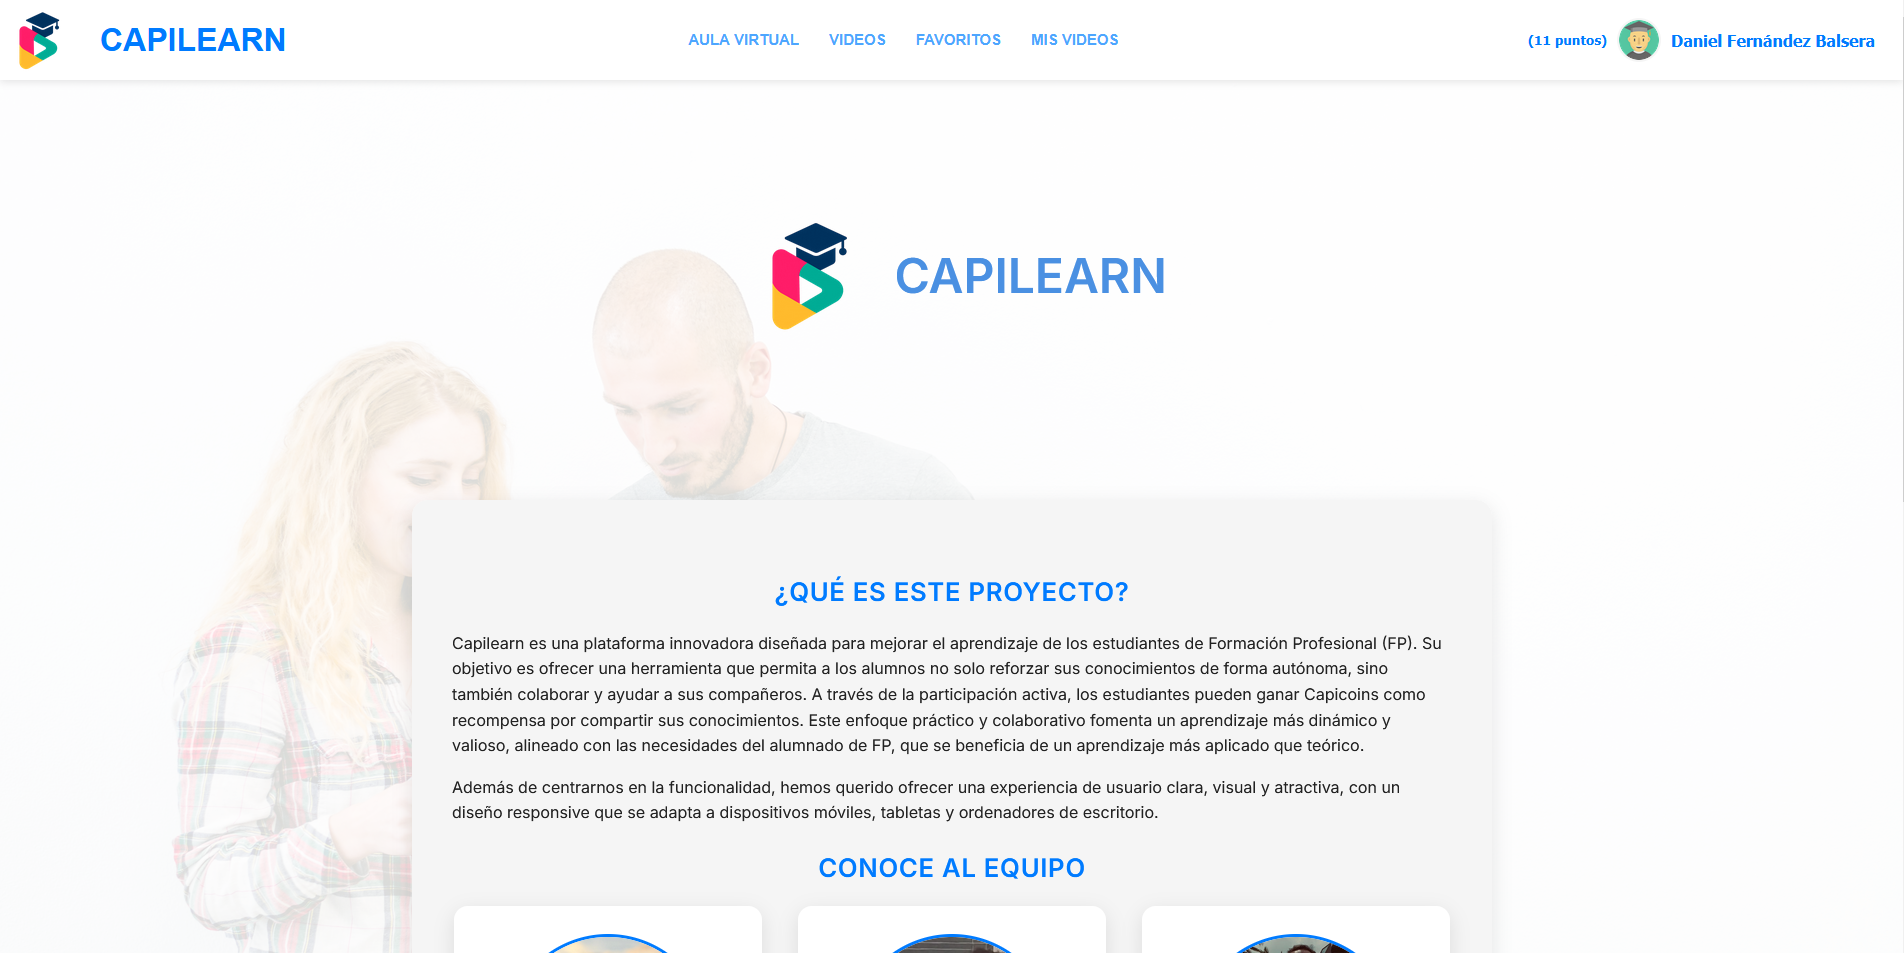 CAPILEARN
AULA VIRTUAL VIDEOS FAVORITOS MIS VIDEOS
(11 puntos) Daniel Fernández Balsera
CAPILEARN
¿QUÉ ES ESTE PROYECTO?
Capilearn es una plataforma innovadora diseñada para mejorar el aprendizaje de los estudiantes de Formación Profesional (FP). Su
objetivo es ofrecer una herramienta que permita a los alumnos no solo reforzar sus conocimientos de forma autónoma, sino
también colaborar y ayudar a sus compañeros. A través de la participación activa, los estudiantes pueden ganar Capicoins como
recompensa por compartir sus conocimientos. Este enfoque práctico y colaborativo fomenta un aprendizaje más dinámico y
valioso, alineado con las necesidades del alumnado de FP, que se beneficia de un aprendizaje más aplicado que teórico.
Además de centrarnos en la funcionalidad, hemos querido ofrecer una experiencia de usuario clara, visual y atractiva, con un
diseño responsive que se adapta a dispositivos móviles, tabletas y ordenadores de escritorio.
CONOCE AL EQUIPO